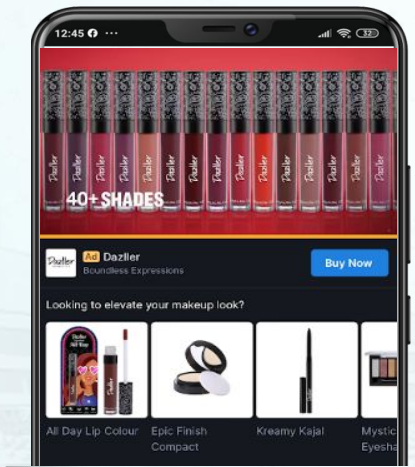 12:45
32
40+ SHADES
Dazller
Ad Dazller
Boundless Expressions
Buy Now
Looking to elevate your makeup look?
All Day Lip Colour
Epic Finish
Compact
Kreamy Kajal
Mystic
Eyesha